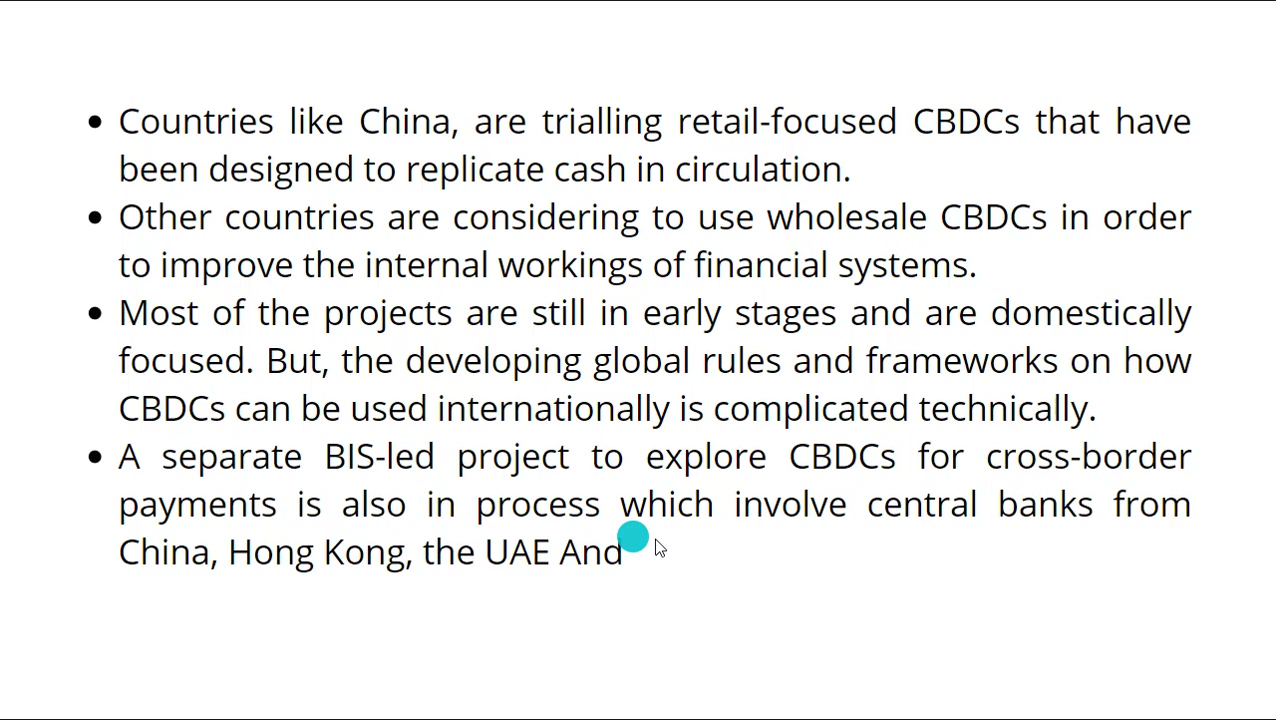 • Countries like China, are trialling retail-focused CBDCs that have
been designed to replicate cash in circulation.
• Other countries are considering to use wholesale CBDCs in order
to improve the internal workings of financial systems.
• Most of the projects are still in early stages and are domestically
focused. But, the developing global rules and frameworks on how
CBDCs can be used internationally is complicated technically.
• A separate BIS-led project to explore CBDCs for cross-border
payments is also in process which involve central banks from
China, Hong Kong, the UAE And